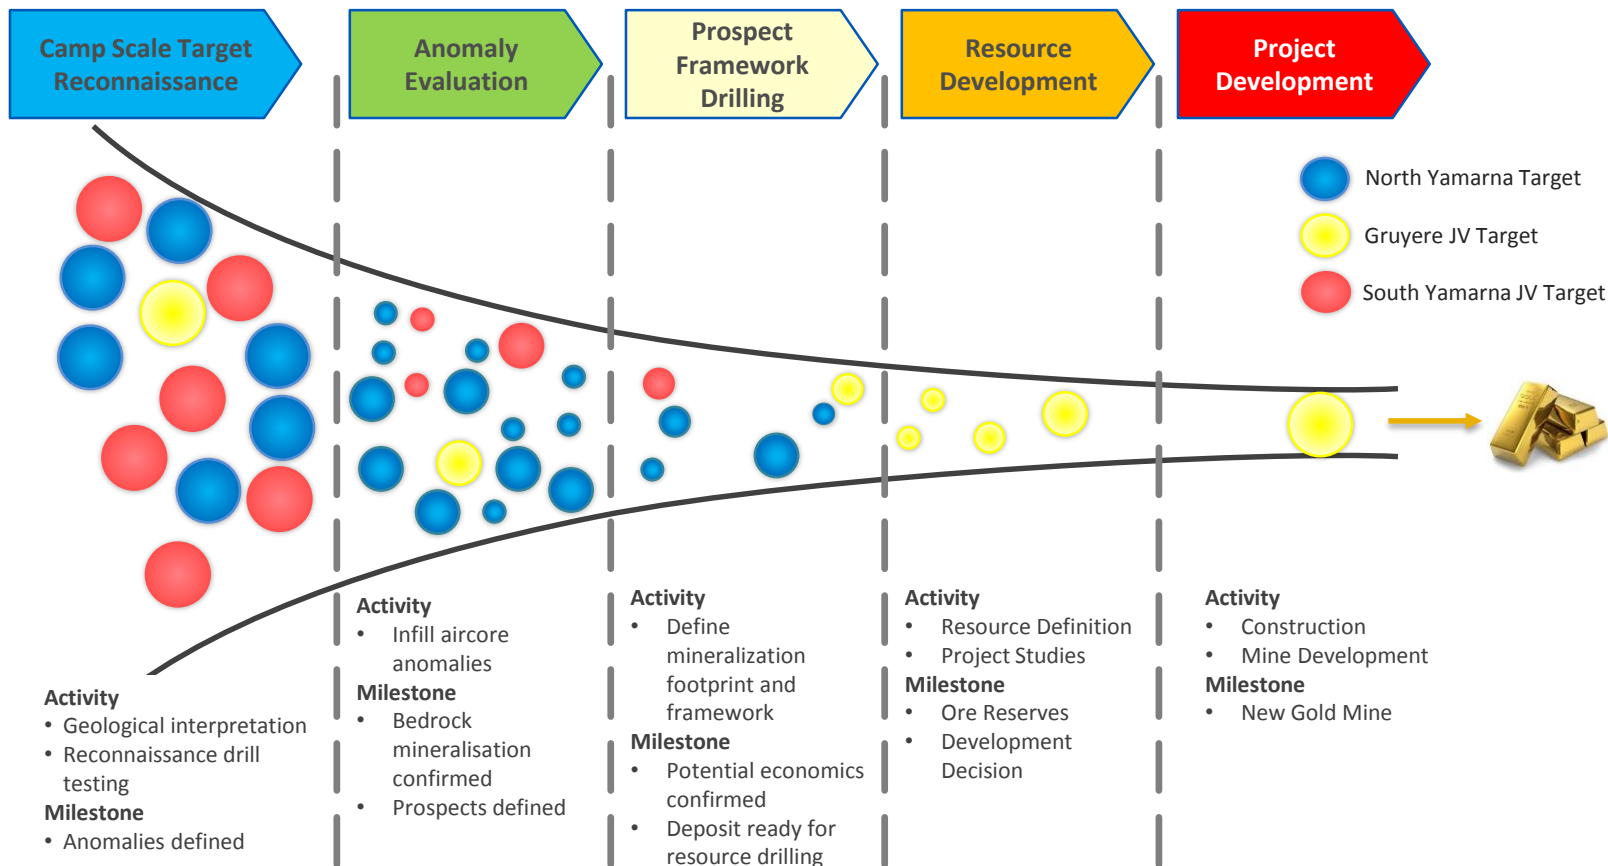 Camp Scale Target
Reconnaissance
Anomaly
Evaluation
Prospect
Framework
Drilling
Resource
Development
Project
Development
North Yamarna Target
Gruyere JV Target
South Yamarna JV Target
Activity
• Geological interpretation
• Reconnaissance drill
testing
Milestone
• Anomalies defined
Activity
• Infill aircore
anomalies
Milestone
• Bedrock
mineralisation
confirmed
• Prospects defined
Activity
• Define
mineralization
footprint and
framework
Milestone
• Potential economics
confirmed
• Deposit ready for
resource drilling
Activity
• Resource Definition
• Project Studies
Milestone
• Ore Reserves
• Development
Decision
Activity
• Construction
• Mine Development
Milestone
• New Gold Mine